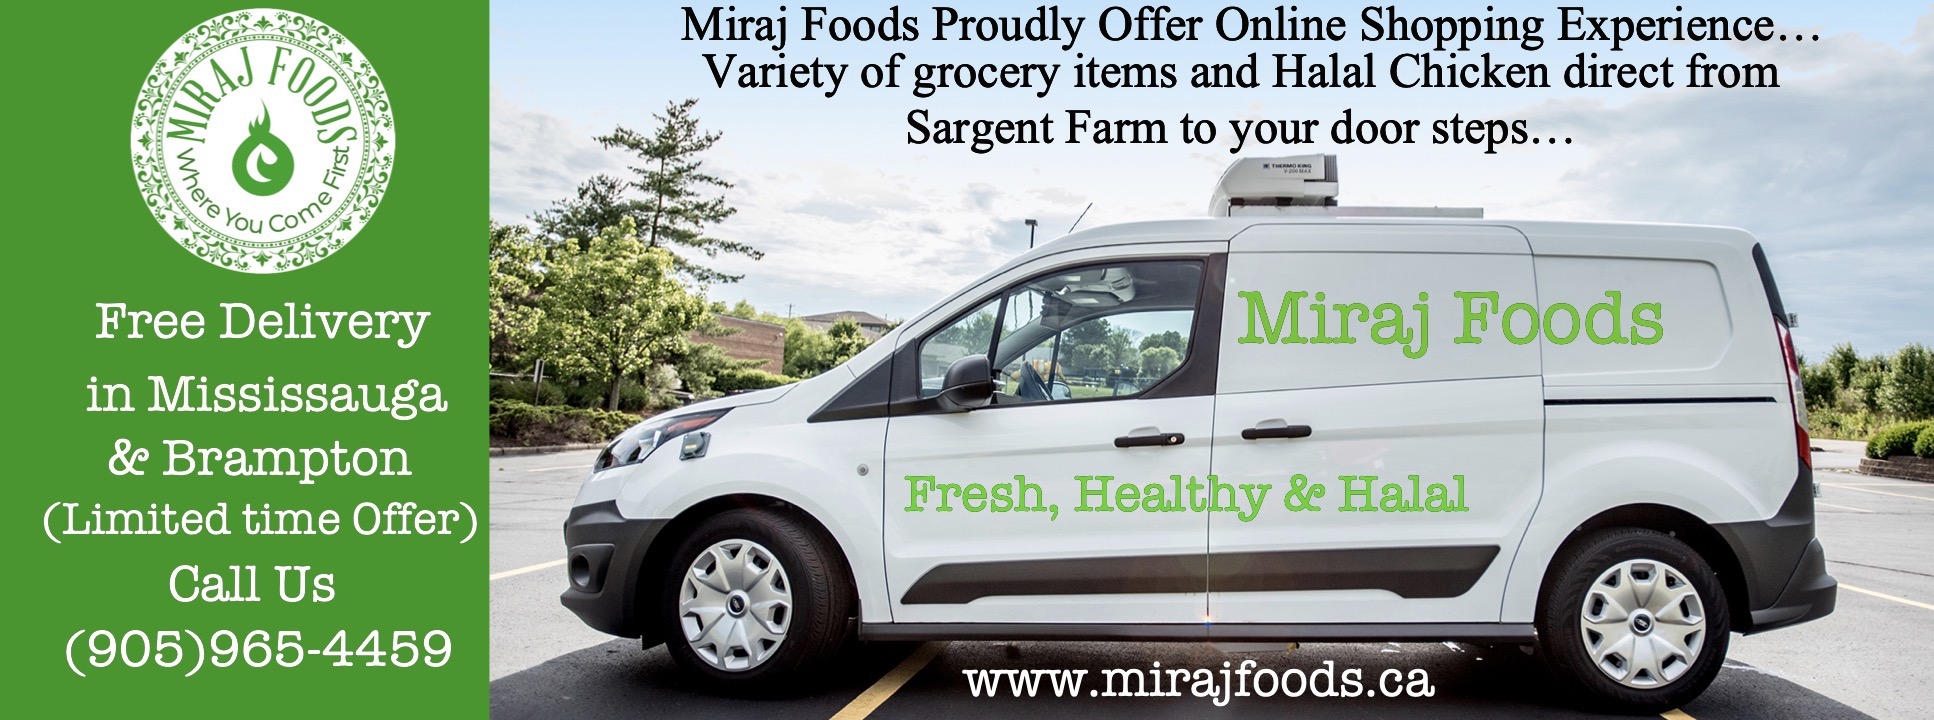 MIRAJ FOODS
Where You Come First
Free Delivery
in Mississauga
& Brampton
(Limited time Offer)
Call Us
(905)965-4459
Miraj Foods Proudly Offer Online Shopping Experience…
Variety of grocery items and Halal Chicken direct from
Sargent Farm to your door steps…
THERMO KING
V-200 MAX
Miraj Foods
Fresh, Healthy & Halal
www.mirajfoods.ca